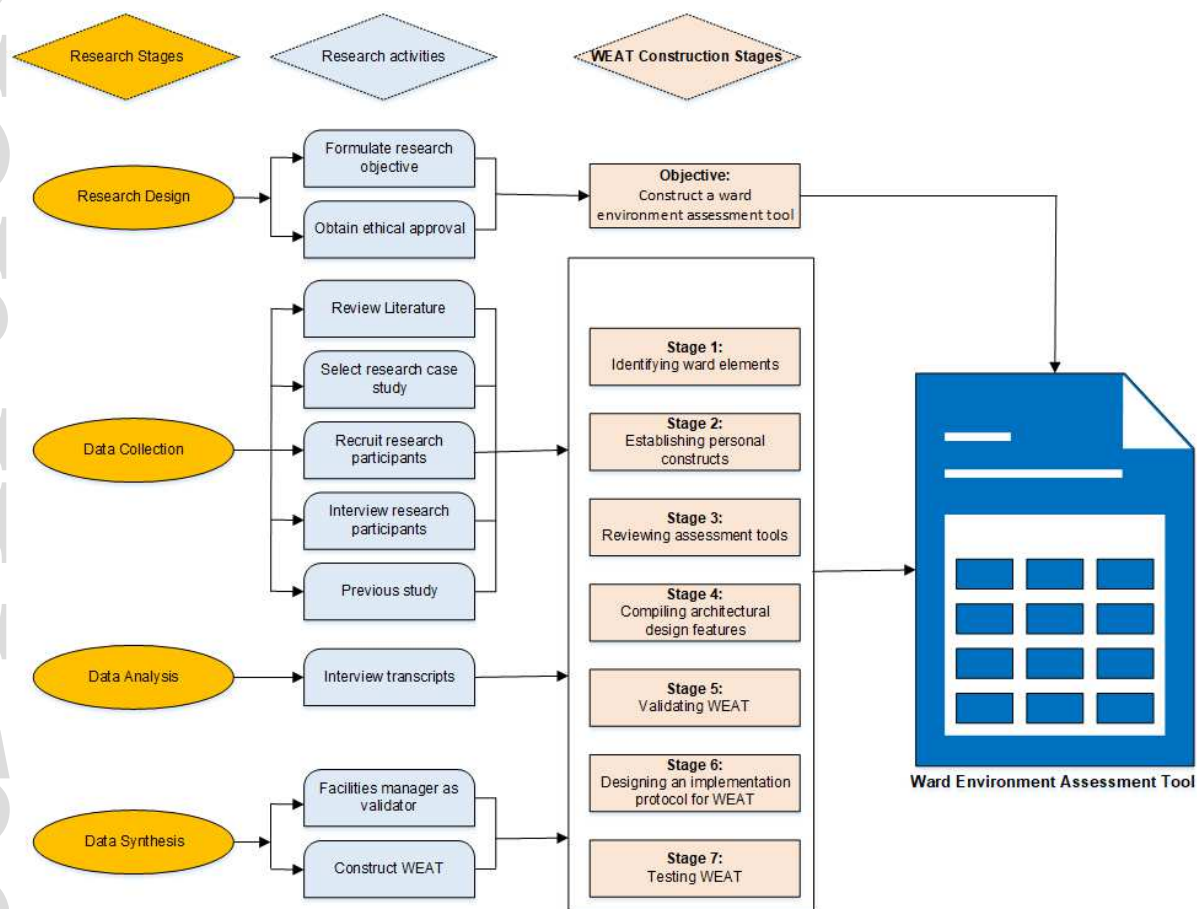 Research Stages
Research activities
WEAT Construction Stages
Research Design
Formulate research
objective
Obtain ethical approval
Objective:
Construct a ward
environment assessment tool
Data Collection
Review Literature
Select research case
study
Recruit research
participants
Interview research
participants
Previous study
Data Analysis
Interview transcripts
Data Synthesis
Facilities manager as
validator
Construct WEAT
Stage 1:
Identifying ward elements
Stage 2:
Establishing personal
constructs
Stage 3:
Reviewing assessment tools
Stage 4:
Compiling architectural
design features
Stage 5:
Validating WEAT
Stage 6:
Designing an implementation
protocol for WEAT
Stage 7:
Testing WEAT
Ward Environment Assessment Tool